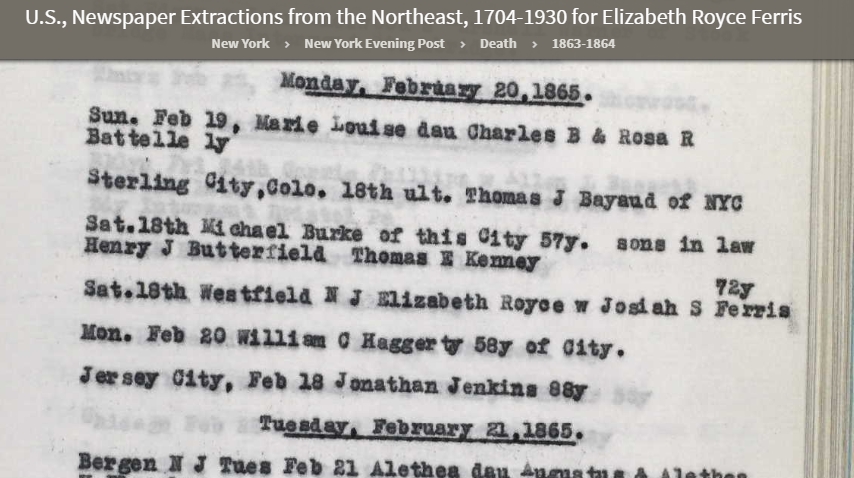 U.S., Newspaper Extractions from the Northeast, 1704-1930 for Elizabeth Royce Ferris
New York > New York Evening Post > Death > 1863-1864
Monday, February 20,1865.
Sun. Feb 19, Marie Louise dau Charles B & Rosa R
Battelle ly
Sterling City,Colo. 18th ult. Thomas J Bayaud of NYC
Sat.18th Michael Burke of this City 57y. sons in law
Henry J Butterfield Thomas E Kenney
72y
Sat.18th Westfield N J Elizabeth Royce w Josiah S Ferris
Mon. Feb 20 William C Haggerty 58y of City.
Jersey City, Feb 18 Jonathan Jenkins 88y
Tuesday, February 21,1865.
Bergen N J Tues Feb 21 Alethea dau Augustus & Alethea